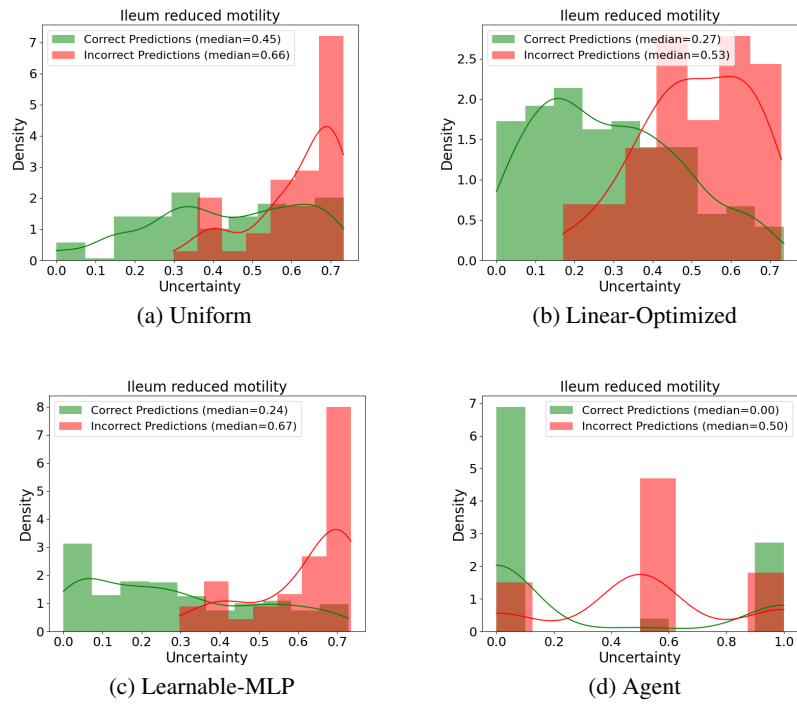 Ileum reduced motility
Correct Predictions (median=0.45)
Incorrect Predictions (median=0.66)
Density
7
6
5
4
3
2
1
0
0.0 0.1 0.2 0.3 0.4 0.5 0.6 0.7
Uncertainty
(a) Uniform
Ileum reduced motility
Correct Predictions (median=0.27)
Incorrect Predictions (median=0.53)
Density
2.5
2.0
1.5
1.0
0.5
0.0
0.0 0.1 0.2 0.3 0.4 0.5 0.6 0.7
Uncertainty
(b) Linear-Optimized
Ileum reduced motility
Correct Predictions (median=0.24)
Incorrect Predictions (median=0.67)
Density
8
7
6
5
4
3
2
1
0
0.0 0.1 0.2 0.3 0.4 0.5 0.6 0.7
Uncertainty
(c) Learnable-MLP
Ileum reduced motility
Correct Predictions (median=0.00)
Incorrect Predictions (median=0.50)
Density
7
6
5
4
3
2
1
0
0.0 0.2 0.4 0.6 0.8 1.0
Uncertainty
(d) Agent